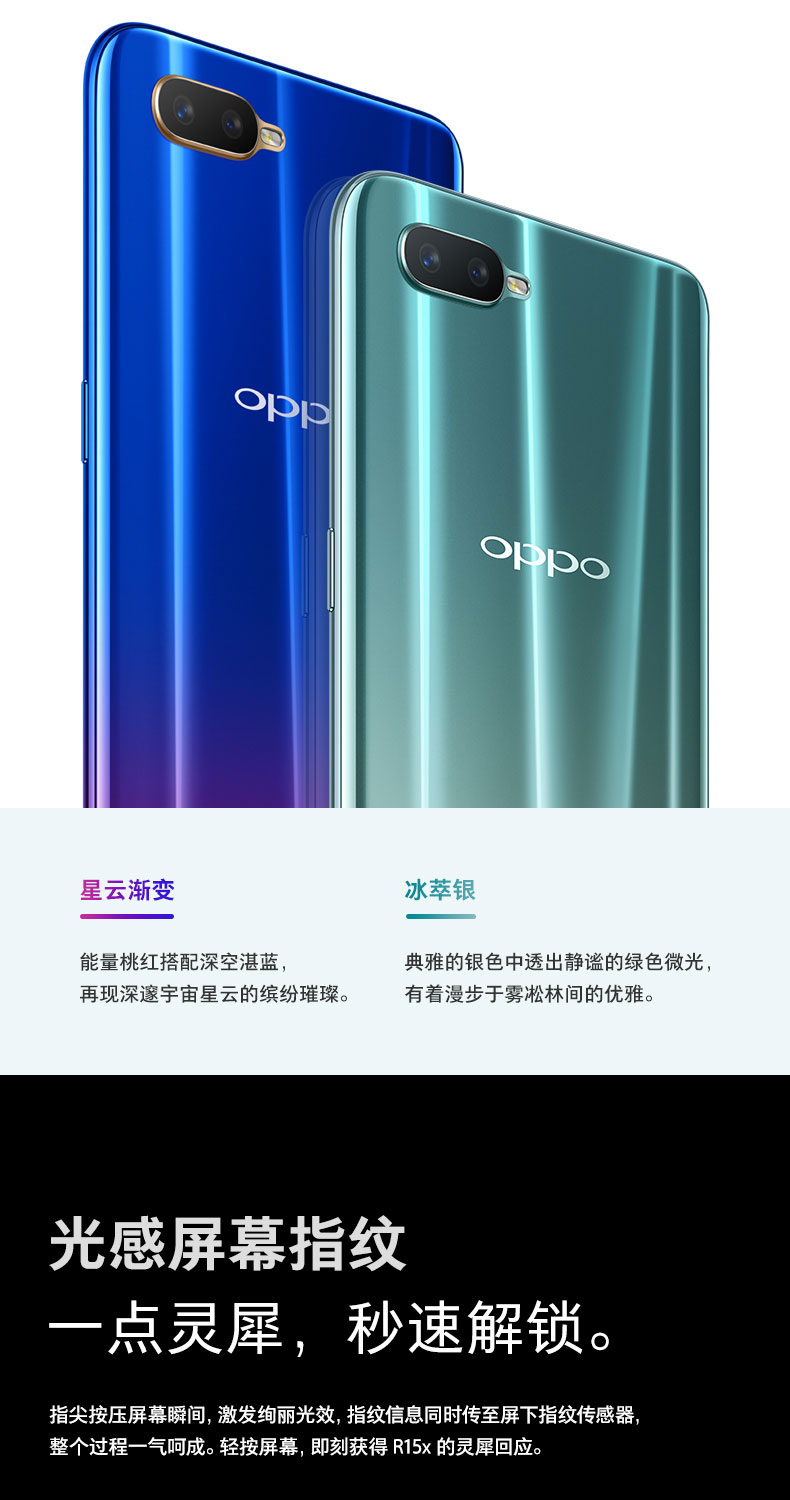 oppo
oppo
星云渐变
能量桃红搭配深空湛蓝，
再现深邃宇宙星云的缤纷璀璨。
冰萃银
典雅的银色中透出静谧的绿色微光，
有着漫步于雾凇林间的优雅。
光感屏幕指纹
一点灵犀，秒速解锁。
指尖按压屏幕瞬间，激发绚丽光效，指纹信息同时传至屏下指纹传感器，
整个过程一气呵成。轻按屏幕，即刻获得 R15x 的灵犀回应。